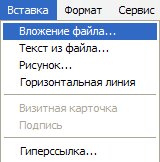 Вставка Формат Сервис
Вложение файла...
Текст из файла...
Рисунок...
Горизонтальная линия
Визитная карточка
Подпись
Гиперссылка...